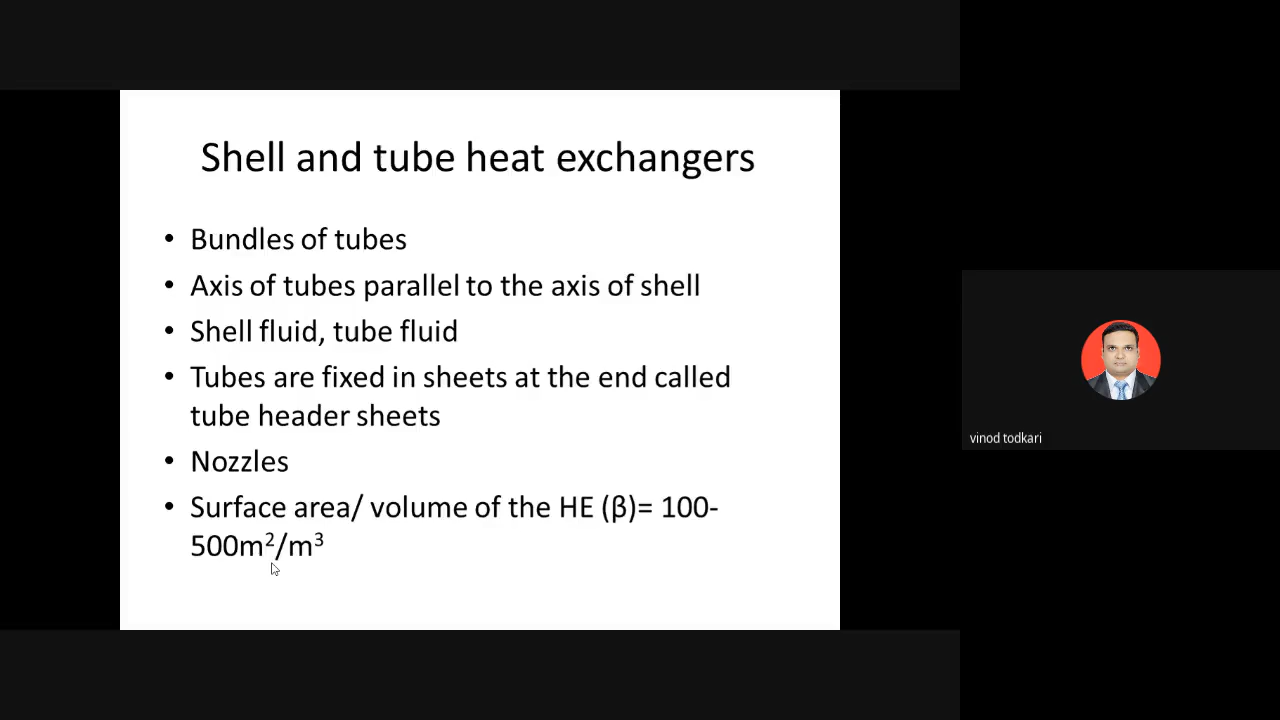 Shell and tube heat exchangers
• Bundles of tubes
• Axis of tubes parallel to the axis of shell
• Shell fluid, tube fluid
• Tubes are fixed in sheets at the end called
tube header sheets
• Nozzles
• Surface area/ volume of the HE (β)= 100-
500m²/m³
vinod todkari